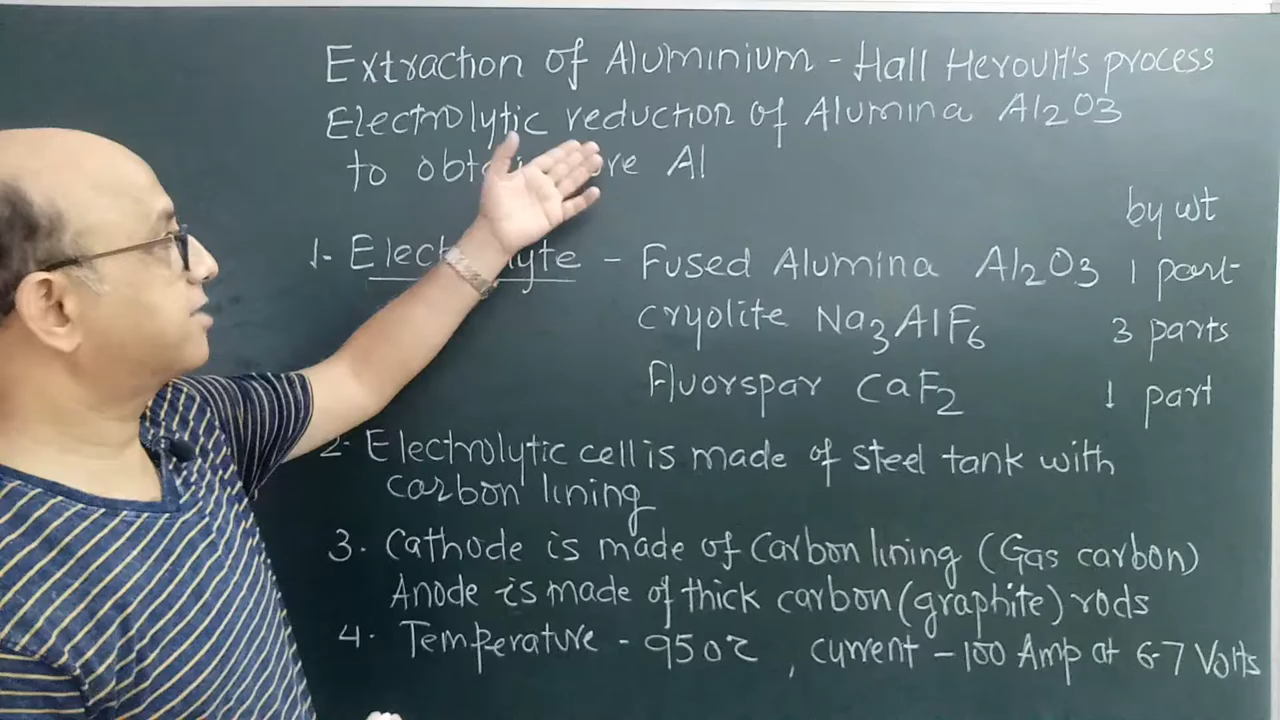 Extraction of Aluminium - Hall Heroult's process
Electrolytic reduction of Alumina Al2O3
to Al
by wt
1- - Fused Alumina Al2O3 1 part
cryolite Na3AlF6 3 parts
fluorspar CaF2 1 part
2- Electrolytic cell is made of steel tank with
carbon lining
3. Cathode is made of Carbon lining (Gas carbon)
Anode is made of thick carbon (graphite) rods
4. Temperature - 950℃, current - 100 Amp at 6-7 Volts